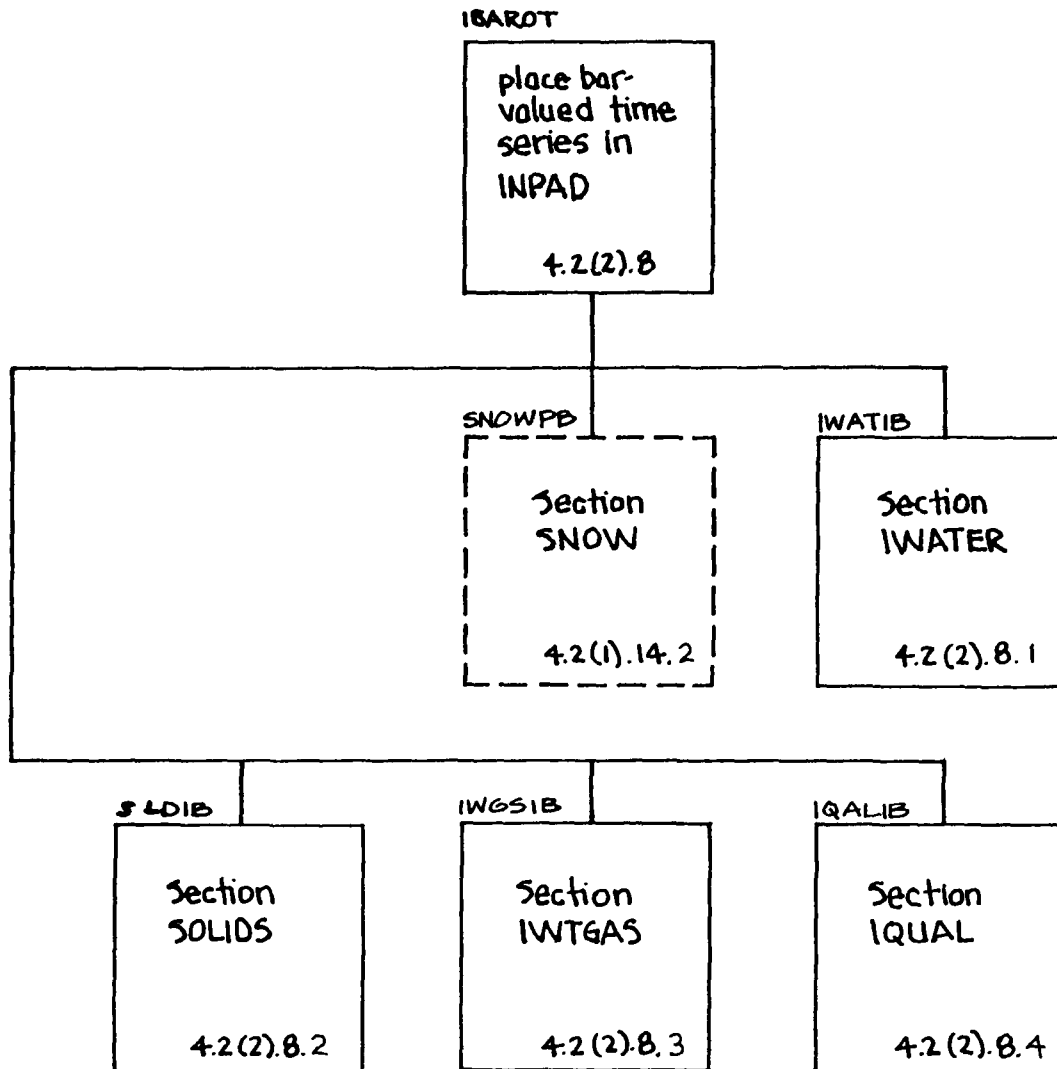 IBAROT
place bar-
valued time
series in
INPAD
4.2(2).8
SNOWPB
Section
SNOW
4.2(1).14.2
IWATIB
Section
IWATER
4.2(2).8.1
SLDIB
Section
SOLIDS
4.2(2).8.2
IWGSIB
Section
IWTGAS
4.2(2).8.3
IQALIB
Section
IQUAL
4.2(2).8.4